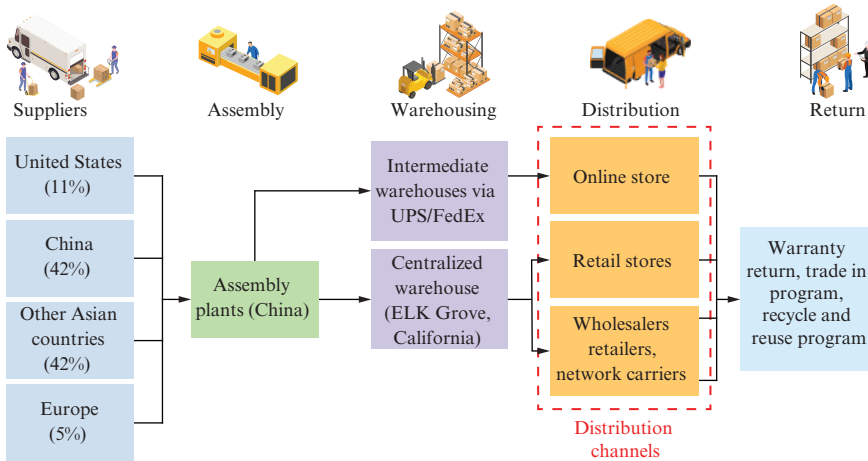 Suppliers
Assembly
Warehousing
Distribution
Return
United States
(11%)
China
(42%)
Other Asian
countries
(42%)
Europe
(5%)
Assembly
plants (China)
Intermediate
warehouses via
UPS/FedEx
Centralized
warehouse
(ELK Grove,
California)
Online store
Retail stores
Wholesalers
retailers,
network carriers
Distribution
channels
Warranty
return, trade in
program,
recycle and
reuse program